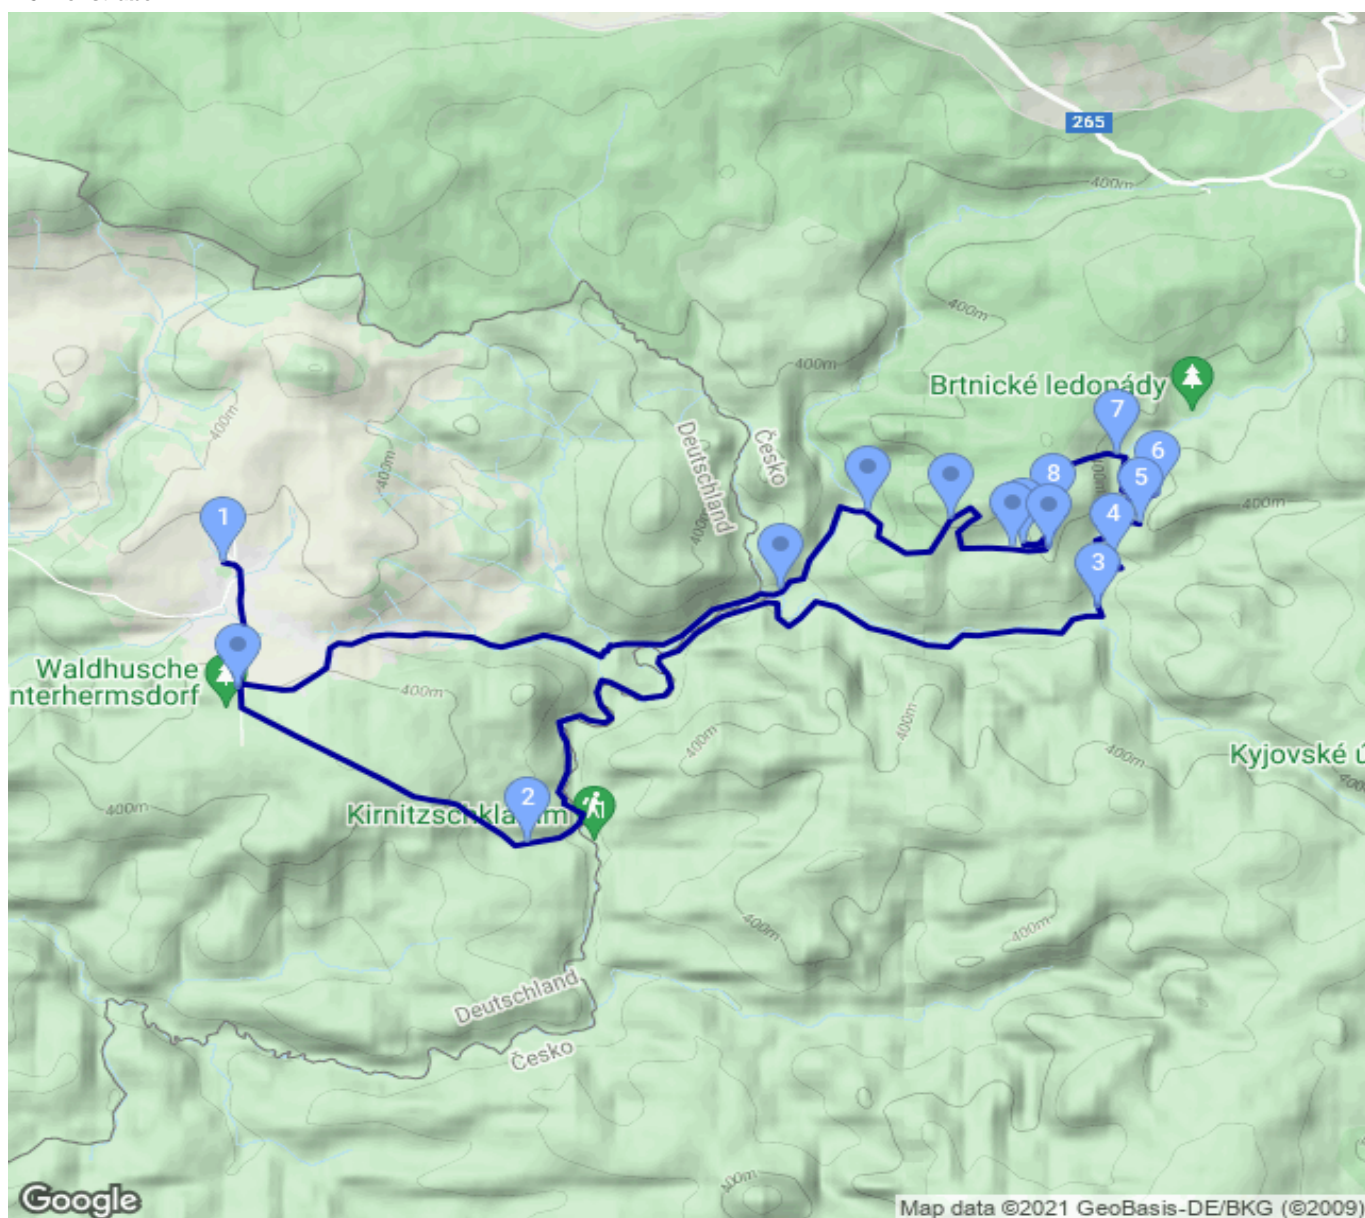 265
400m
400m
400m
Brtnické ledopády
7
400m
Deutschland
Česko
400m
400m
400m
6
8
5
400m
1
4
3
Waldhusche
nterhermsdorf
400m
400m
400m
Kyjovské ú
400m
400m
2
Kirnitzschklamm
400m
400m
Deutschland
Česko
400m
Google
Map data ©2021 GeoBasis-DE/BKG (©2009)